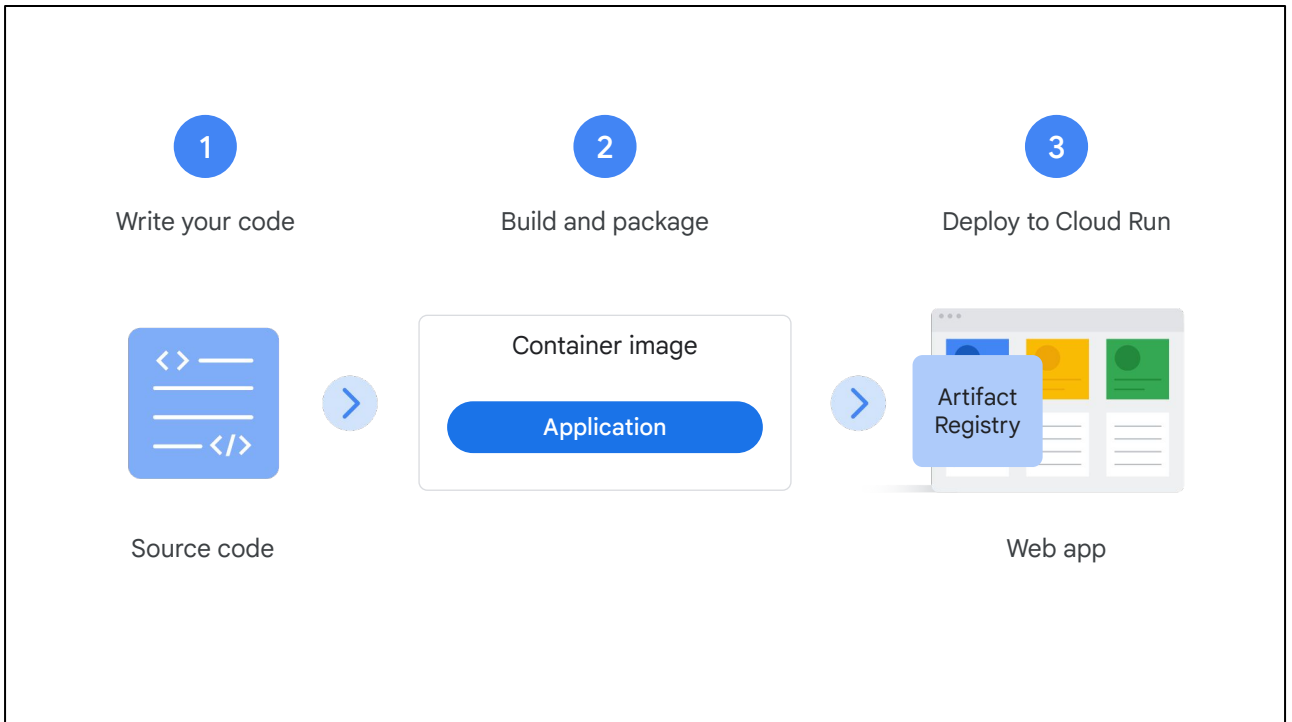 1
Write your code
2
Build and package
3
Deploy to Cloud Run
< >
</>
Source code
Container image
Application
Artifact
Registry
Web app